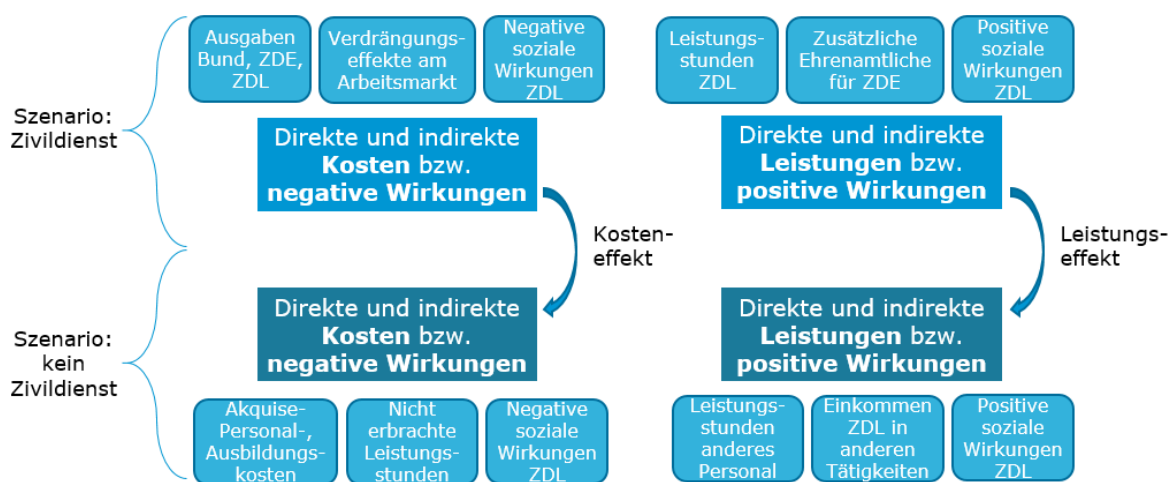 Ausgaben
Bund, ZDE,
ZDL
Verdrängungs-
effekte am
Arbeitsmarkt
Negative
soziale
Wirkungen
ZDL
Leistungs-
stunden
ZDL
Zusätzliche
Ehrenamtliche
für ZDE
Positive
soziale
Wirkungen
ZDL
Szenario:
Zivildienst
Direkte und indirekte
Kosten bzw.
negative Wirkungen
Direkte und indirekte
Leistungen bzw.
positive Wirkungen
Kosten-
effekt
Leistungs-
effekt
Szenario:
kein
Zivildienst
Direkte und indirekte
Kosten bzw.
negative Wirkungen
Direkte und indirekte
Leistungen bzw.
positive Wirkungen
Akquise-
Personal-,
Ausbildungs-
kosten
Nicht
erbrachte
Leistungs-
stunden
Negative
soziale
Wirkungen
ZDL
Leistungs-
stunden
anderes
Personal
Einkommen
ZDL in
anderen
Tätigkeiten
Positive
soziale
Wirkungen
ZDL